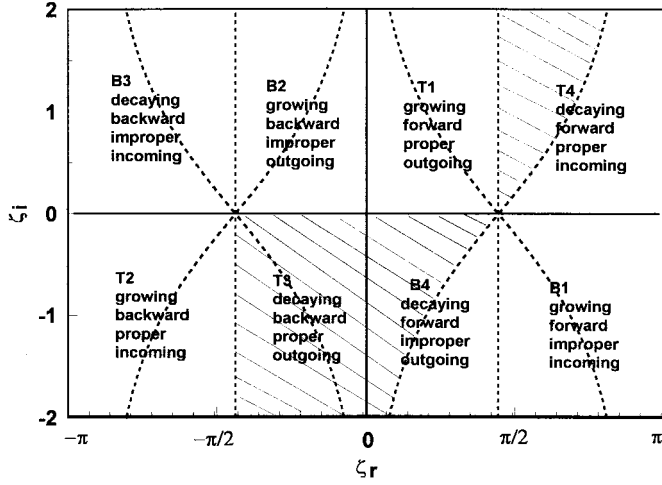 2
B3
decaying
backward
improper
incoming
B2
growing
backward
improper
outgoing
T1
growing
forward
proper
outgoing
T4
decaying
forward
proper
incoming
1
ζi
0
T2
growing
backward
proper
incoming
T3
decaying
backward
proper
outgoing
B4
decaying
forward
improper
outgoing
B1
growing
forward
improper
incoming
-1
-2
−π
−π/2
0
π/2
π
ζr